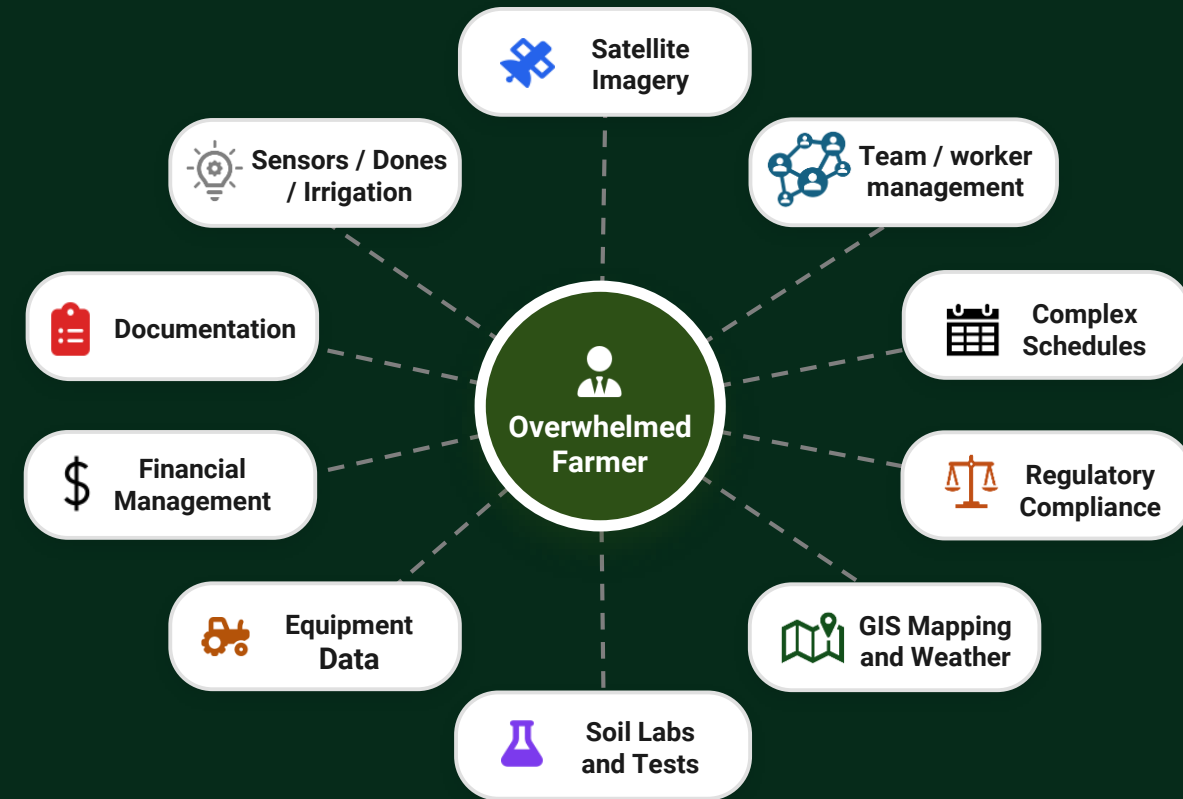 Satellite
Imagery
Sensors / Dones
/ Irrigation
Team / worker
management
Documentation
Complex
Schedules
Overwhelmed
Farmer
Financial
Management
Regulatory
Compliance
Equipment
Data
GIS Mapping
and Weather
Soil Labs
and Tests